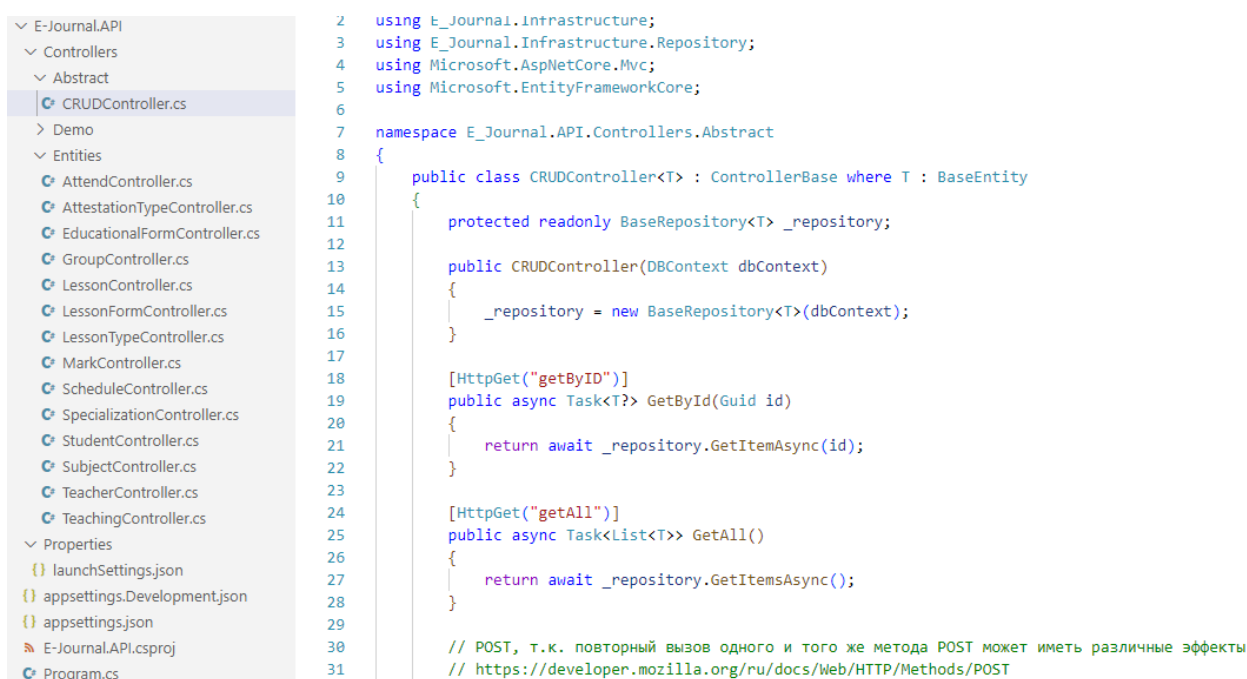 E-Journal.API
Controllers
Abstract
CRUDController.cs
Demo
Entities
AttendController.cs
AttestationTypeController.cs
EducationalFormController.cs
GroupController.cs
LessonController.cs
LessonFormController.cs
LessonTypeController.cs
MarkController.cs
ScheduleController.cs
SpecializationController.cs
StudentController.cs
SubjectController.cs
TeacherController.cs
TeachingController.cs
Properties
{} launchSettings.json
{} appsettings.Development.json
{} appsettings.json
E-Journal.API.csproj
Program.cs
2 using E_Journal.Infrastructure;
3 using E_Journal.Infrastructure.Repository;
4 using Microsoft.AspNetCore.Mvc;
5 using Microsoft.EntityFrameworkCore;
6
7 namespace E_Journal.API.Controllers.Abstract
8 {
9 public class CRUDController<T> : ControllerBase where T : BaseEntity
10 {
11 protected readonly BaseRepository<T> _repository;
12
13 public CRUDController(DBContext dbContext)
14 {
15 _repository = new BaseRepository<T>(dbContext);
16 }
17
18 [HttpGet("getByID")]
19 public async Task<T?> GetById(Guid id)
20 {
21 return await _repository.GetItemAsync(id);
22 }
23
24 [HttpGet("getAll")]
25 public async Task<List<T>> GetAll()
26 {
27 return await _repository.GetItemsAsync();
28 }
29
30 // POST, т.к. повторный вызов одного и того же метода POST может иметь различные эффекты
31 // https://developer.mozilla.org/ru/docs/Web/HTTP/Methods/POST